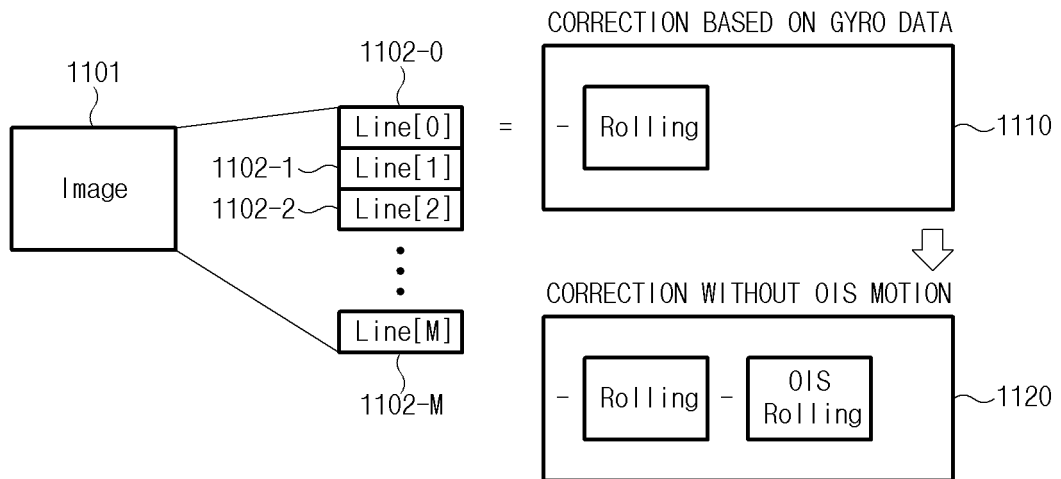 CORRECTION BASED ON GYRO DATA
1101
1102-0
Image
Line[0]
=
- Rolling
1110
1102-1
Line[1]
1102-2
Line[2]
CORRECTION WITHOUT OIS MOTION
Line[M]
1102-M
- Rolling - OIS
Rolling
1120